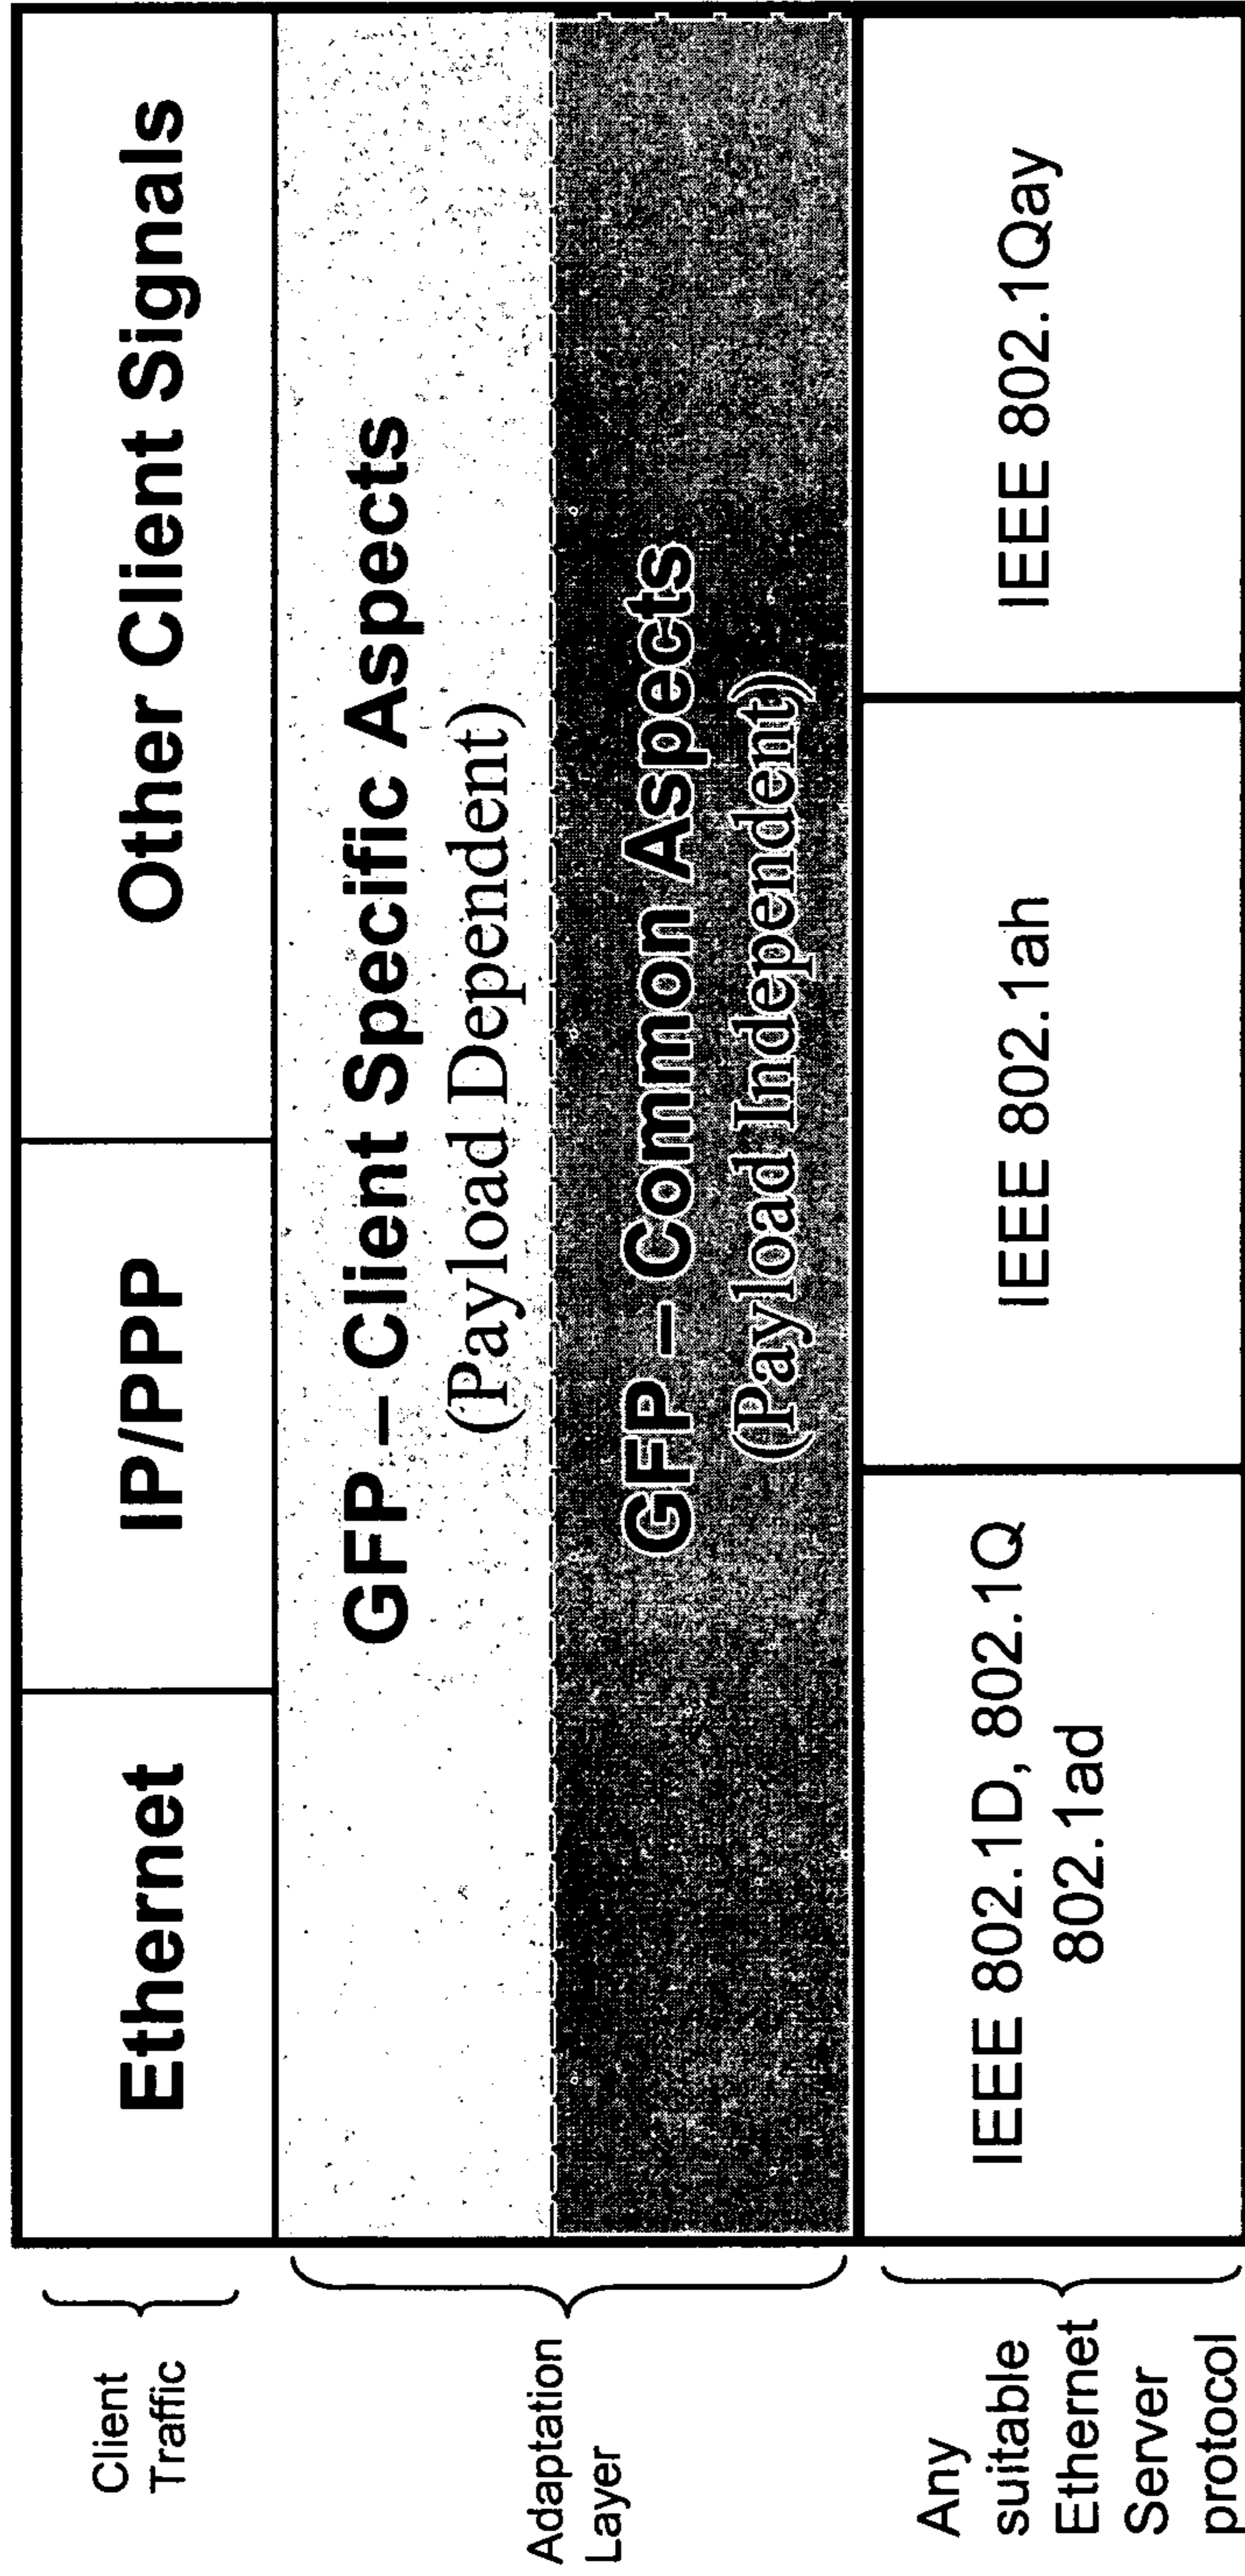 Client
Traffic
Ethernet
IP/PPP
Other Client Signals
Adaptation
Layer
GFP – Client Specific Aspects
(Payload Dependent)
GFP – Common Aspects
(Payload Independent)
Any
suitable
Ethernet
Server
protocol
IEEE 802.1D, 802.1Q
802.1ad
IEEE 802.1ah
IEEE 802.1Qay